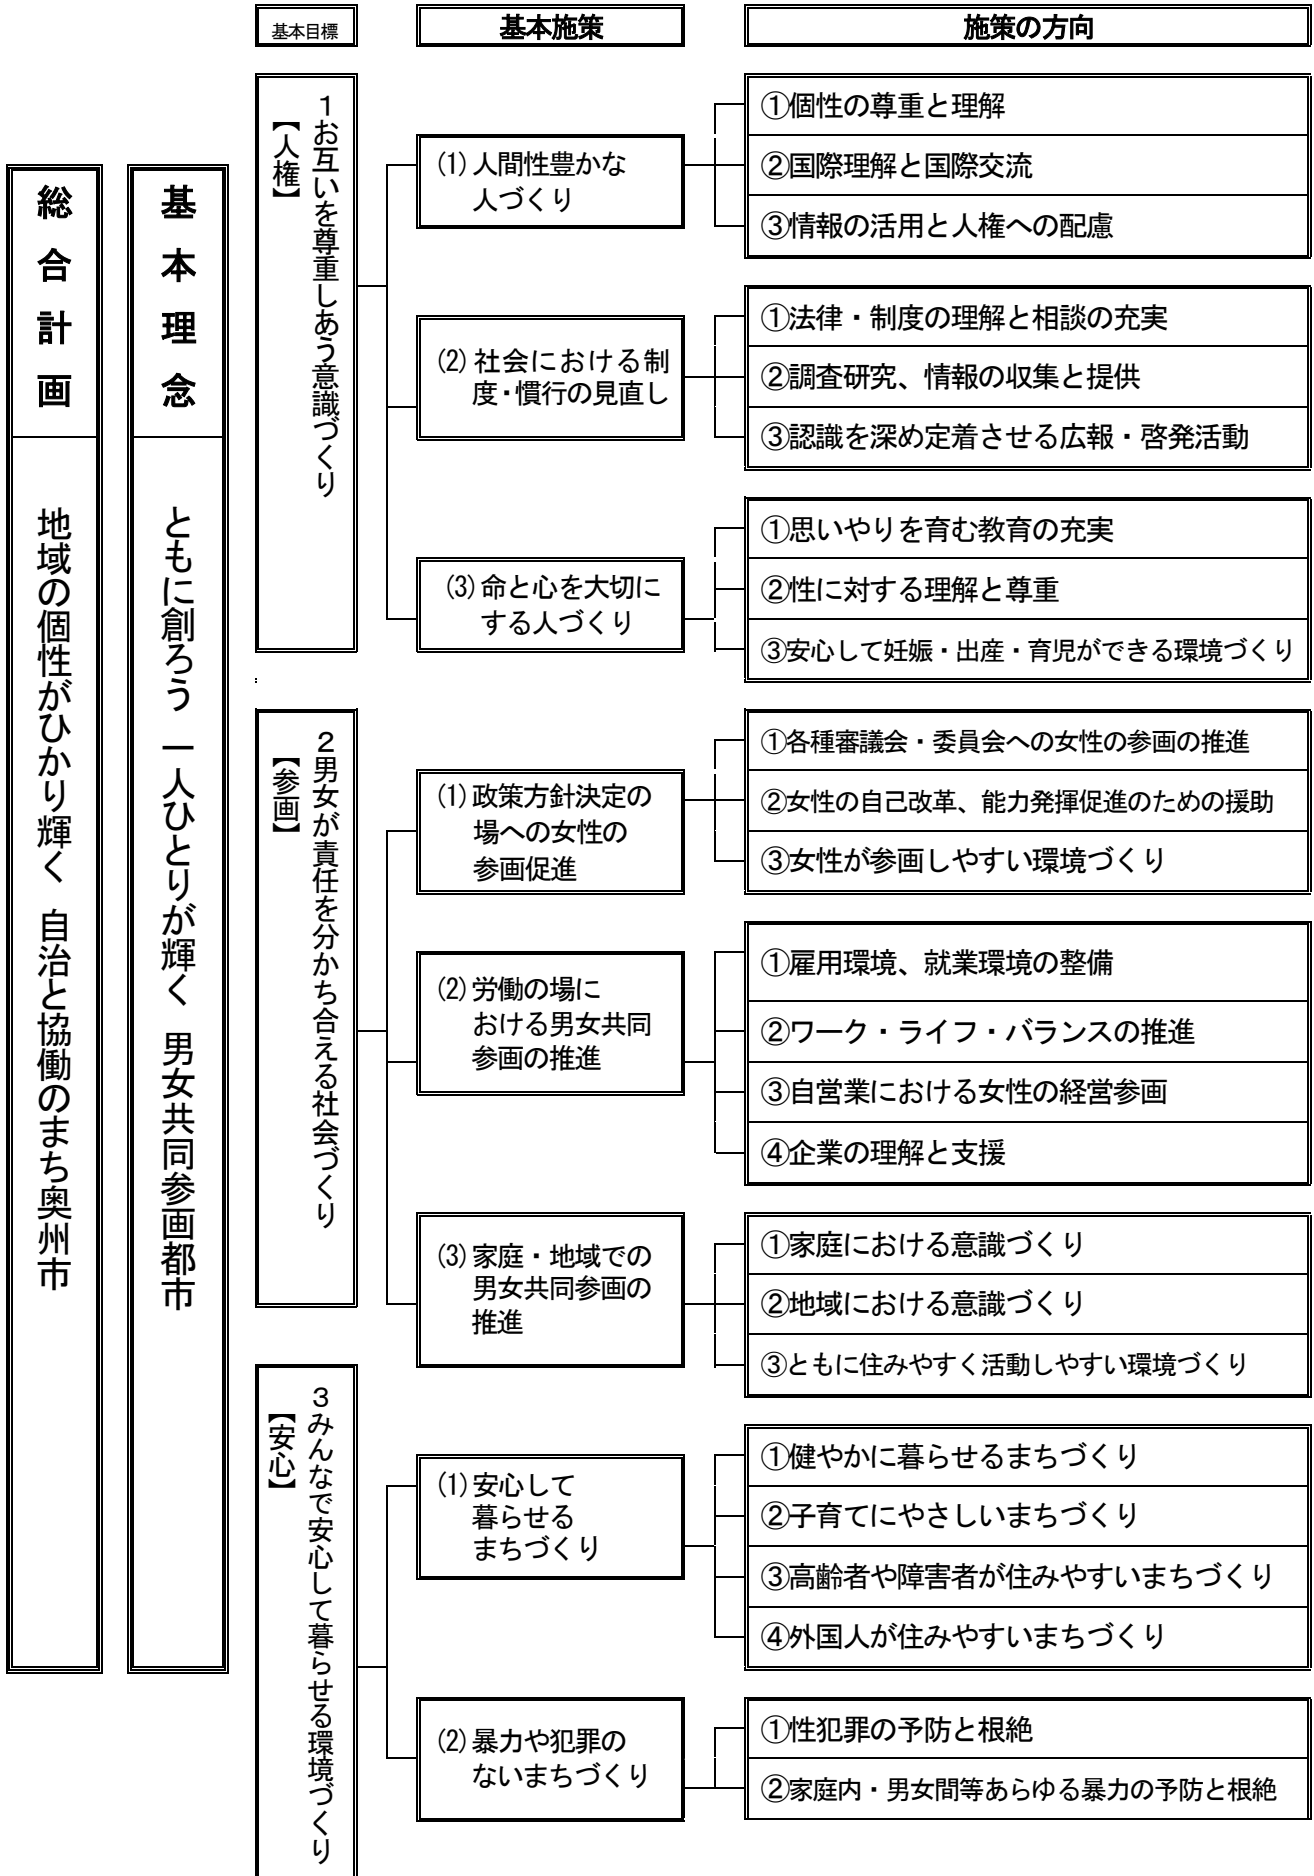 基本目標
基本施策
施策の方向
総合計画
地域の個性がひかり輝く 自治と協働のまち奥州市
基本理念
ともに創ろう 一人ひとりが輝く 男女共同参画都市
1お互いを尊重しあう意識づくり
【人権】
(1)人間性豊かな
人づくり
①個性の尊重と理解
②国際理解と国際交流
③情報の活用と人権への配慮
(2)社会における制
度・慣行の見直し
①法律・制度の理解と相談の充実
②調査研究、情報の収集と提供
③認識を深め定着させる広報・啓発活動
(3)命と心を大切に
する人づくり
①思いやりを育む教育の充実
②性に対する理解と尊重
③安心して妊娠・出産・育児ができる環境づくり
2男女が責任を分かち合える社会づくり
【参画】
(1)政策方針決定の
場への女性の
参画促進
①各種審議会・委員会への女性の参画の推進
②女性の自己改革、能力発揮促進のための援助
③女性が参画しやすい環境づくり
(2)労働の場に
おける男女共同
参画の推進
①雇用環境、就業環境の整備
②ワーク・ライフ・バランスの推進
③自営業における女性の経営参画
④企業の理解と支援
(3)家庭・地域での
男女共同参画の
推進
①家庭における意識づくり
②地域における意識づくり
③ともに住みやすく活動しやすい環境づくり
3みんなで安心して暮らせる環境づくり
【安心】
(1)安心して
暮らせる
まちづくり
①健やかに暮らせるまちづくり
②子育てにやさしいまちづくり
③高齢者や障害者が住みやすいまちづくり
④外国人が住みやすいまちづくり
(2)暴力や犯罪の
ないまちづくり
①性犯罪の予防と根絶
②家庭内・男女間等あらゆる暴力の予防と根絶